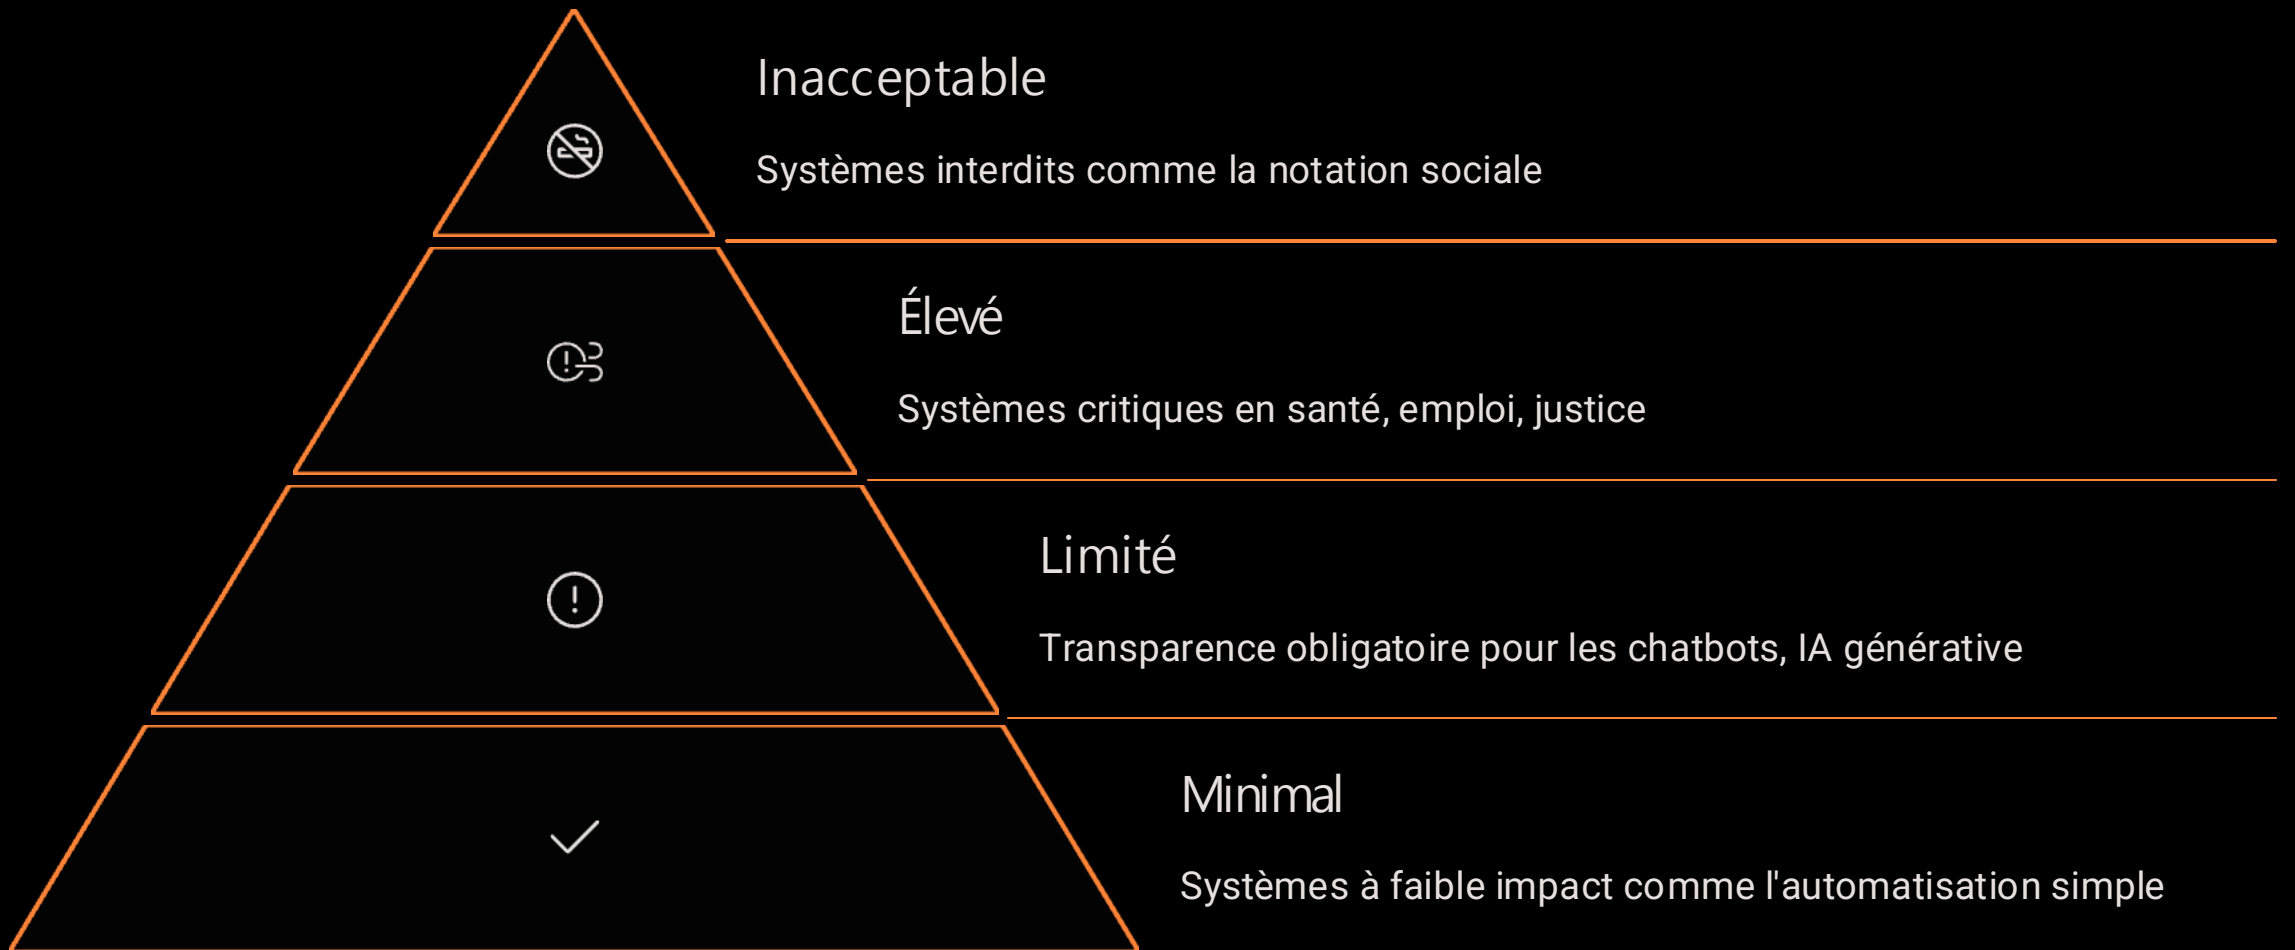 Inacceptable
Systèmes interdits comme la notation sociale
Élevé
Systèmes critiques en santé, emploi, justice
Limité
Transparence obligatoire pour les chatbots, IA générative
Minimal
Systèmes à faible impact comme l'automatisation simple